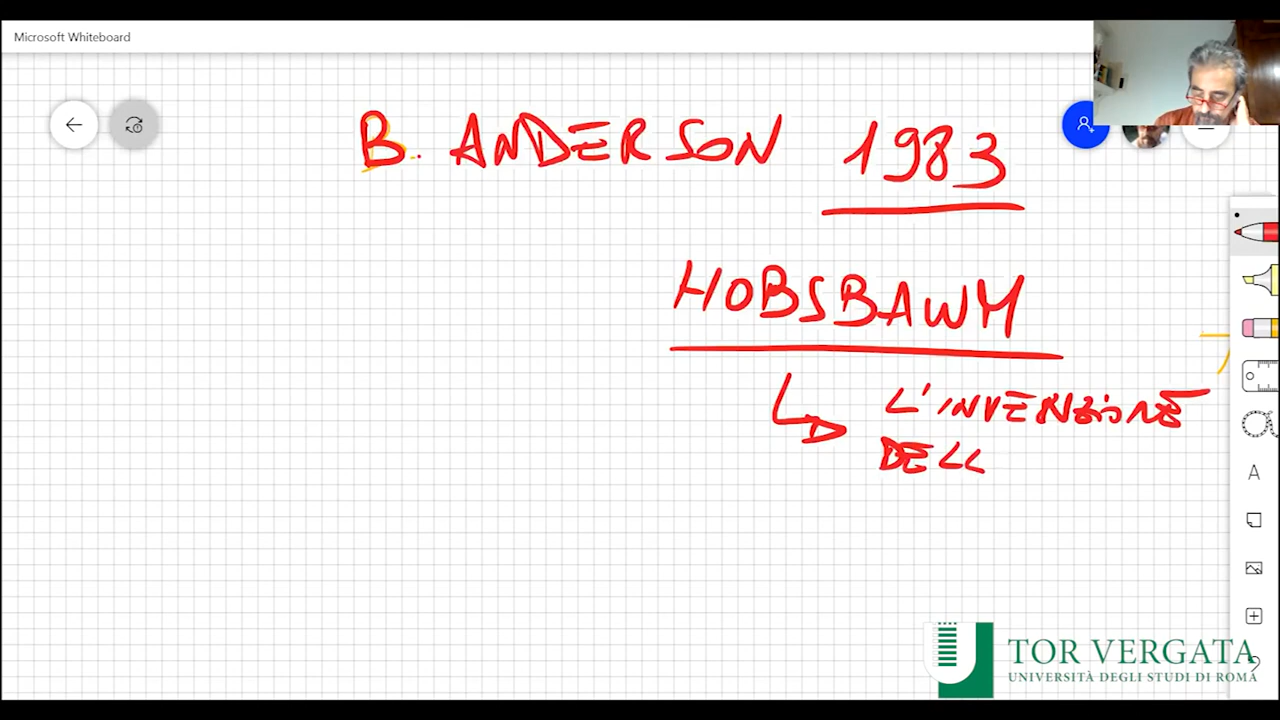 Microsoft Whiteboard
B. ANDERSON 1983
HOBSBAWM
L'INVENZIONE
DELL
A
TOR VERGATA
UNIVERSITÀ DEGLI STUDI DI ROMA